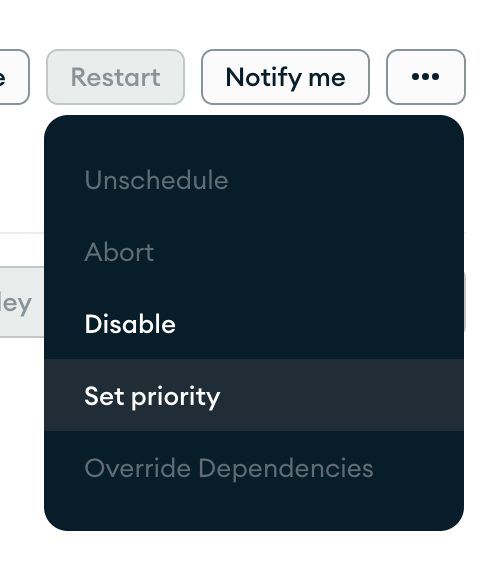 Restart
Notify me
•••
Unschedule
Abort
Disable
Set priority
Override Dependencies